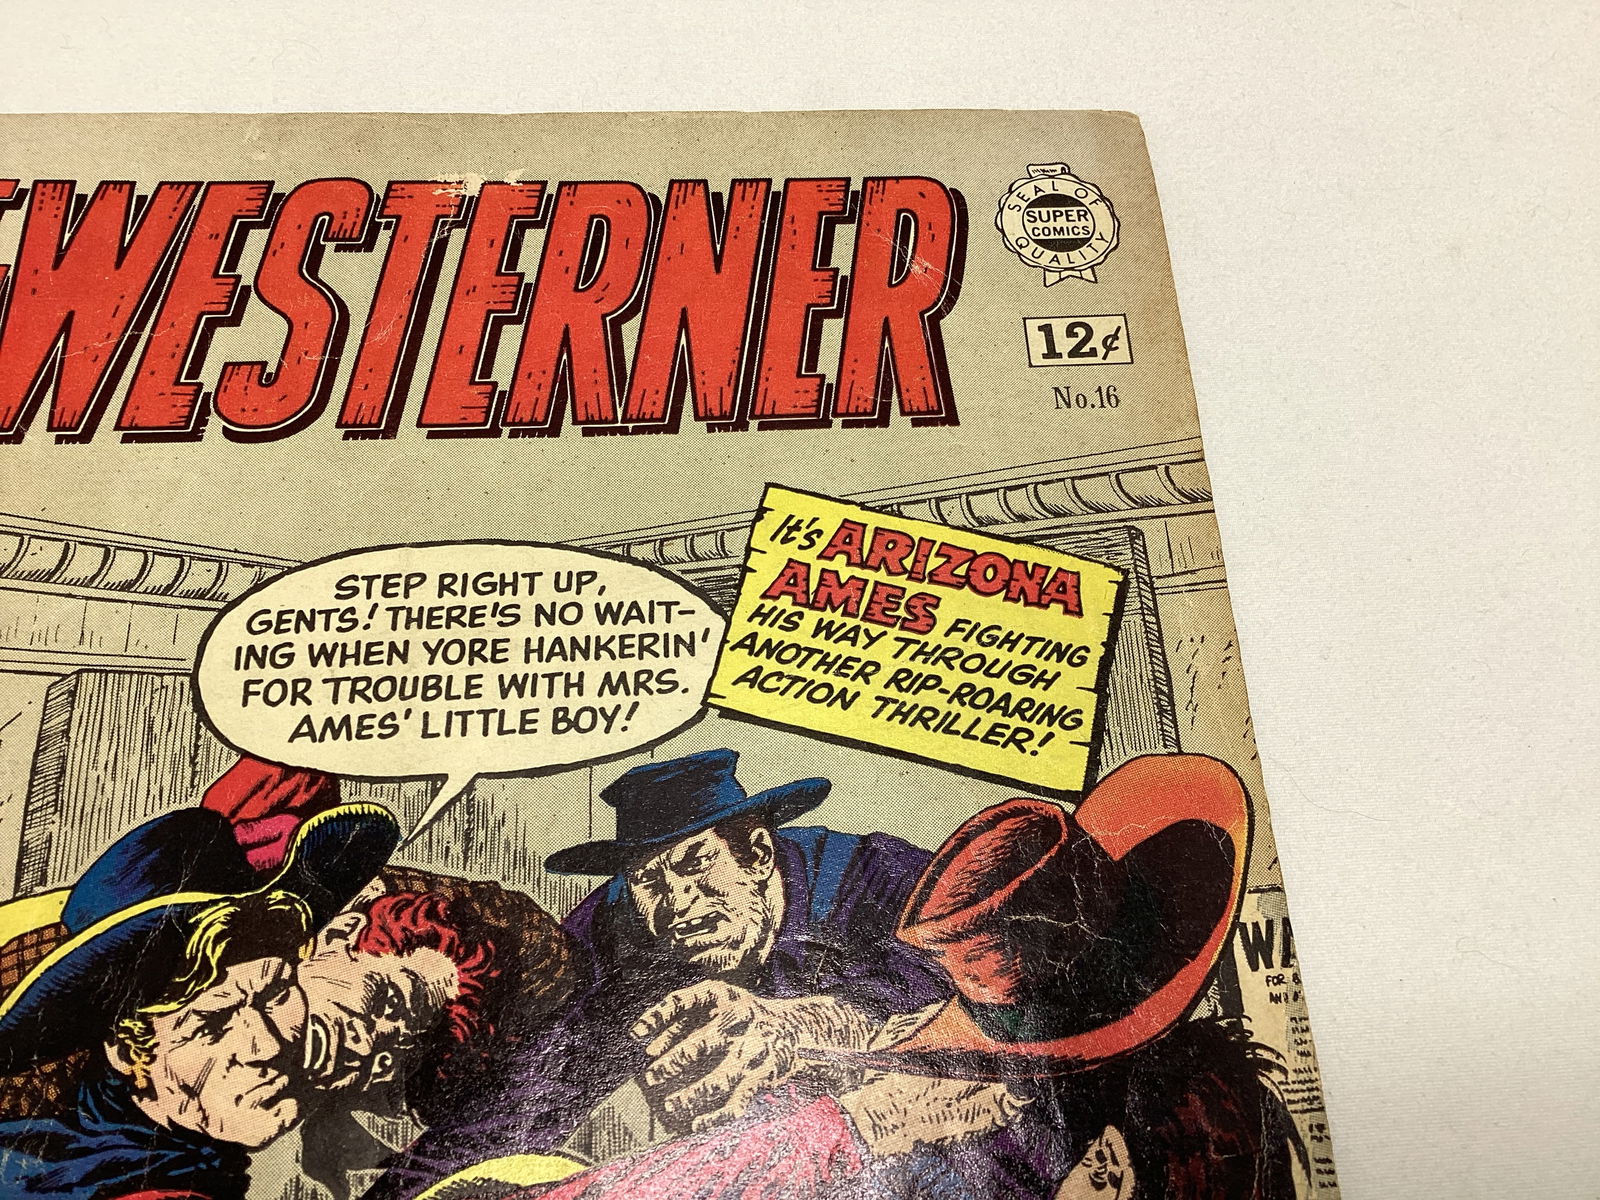 WESTERNER
SEAL OF
SUPER
COMICS
QUALITY
12¢
No.16
It's ARIZONA
AMES FIGHTING
HIS WAY THROUGH
ANOTHER RIP-ROARING
ACTION THRILLER!
STEP RIGHT UP,
GENTS! THERE'S NO WAIT-
ING WHEN YORE HANKERIN'
FOR TROUBLE WITH MRS.
AMES' LITTLE BOY!
FOR